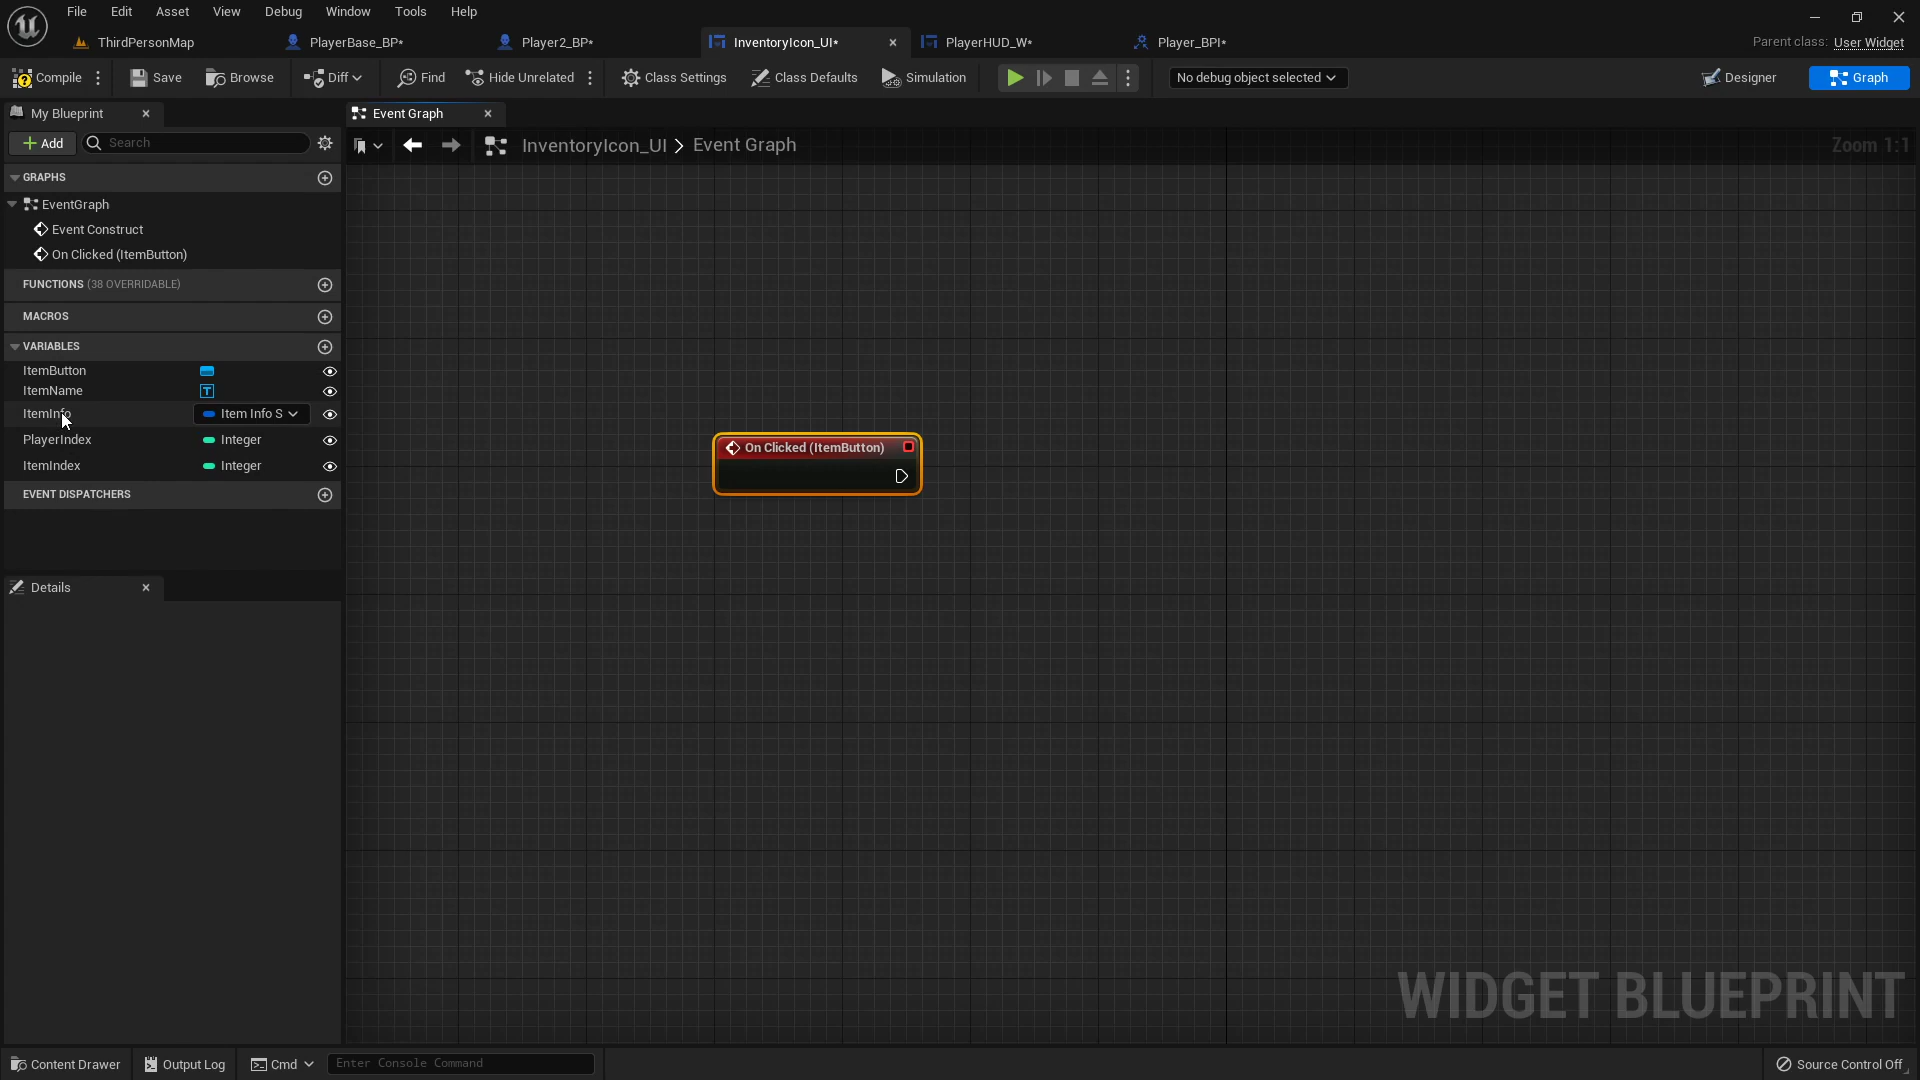 File Edit Asset View Debug Window Tools Help
ThirdPersonMap PlayerBase_BP* Player2_BP* InventoryIcon_UI* PlayerHUD_W* Player_BPI* Parent class: User Widget
Compile Save Browse Diff Find Hide Unrelated Class Settings Class Defaults Simulation No debug object selected Designer Graph
My Blueprint Event Graph
Add Search InventoryIcon_UI > Event Graph Zoom 1:1
GRAPHS
EventGraph
Event Construct
On Clicked (ItemButton)
FUNCTIONS (38 OVERRIDABLE)
MACROS
VARIABLES
ItemButton
ItemName
ItemInfo Item Info S
PlayerIndex Integer
ItemIndex Integer
EVENT DISPATCHERS
On Clicked (ItemButton)
Details
WIDGET BLUEPRINT
Content Drawer Output Log Cmd Enter Console Command Source Control Off